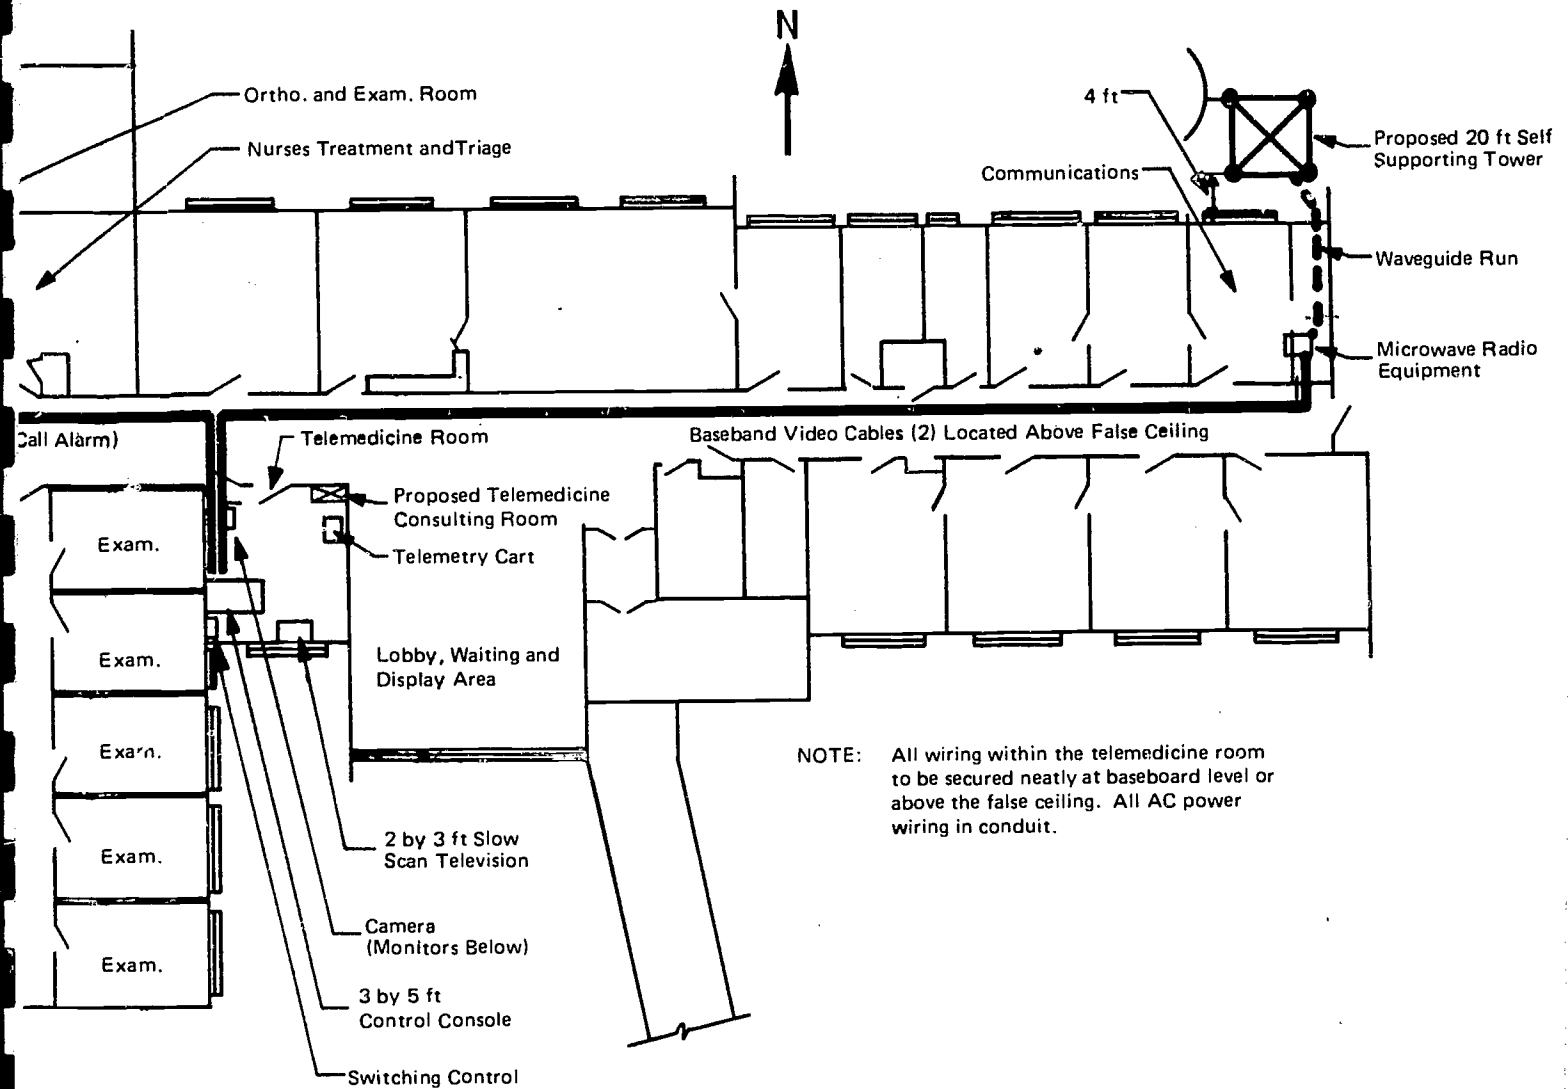 N
Ortho. and Exam. Room
4 ft
Nurses Treatment andTriage
Proposed 20 ft Self
Supporting Tower
Communications
Waveguide Run
Microwave Radio
Equipment
Call Alarm)
Telemedicine Room
Baseband Video Cables (2) Located Above False Ceiling
Proposed Telemedicine
Consulting Room
Exam.
Telemetry Cart
Exam.
Lobby, Waiting and
Display Area
Exam.
NOTE: All wiring within the telemedicine room
to be secured neatly at baseboard level or
above the false ceiling. All AC power
wiring in conduit.
2 by 3 ft Slow
Scan Television
Exam.
Camera
(Monitors Below)
Exam.
3 by 5 ft
Control Console
Switching Control